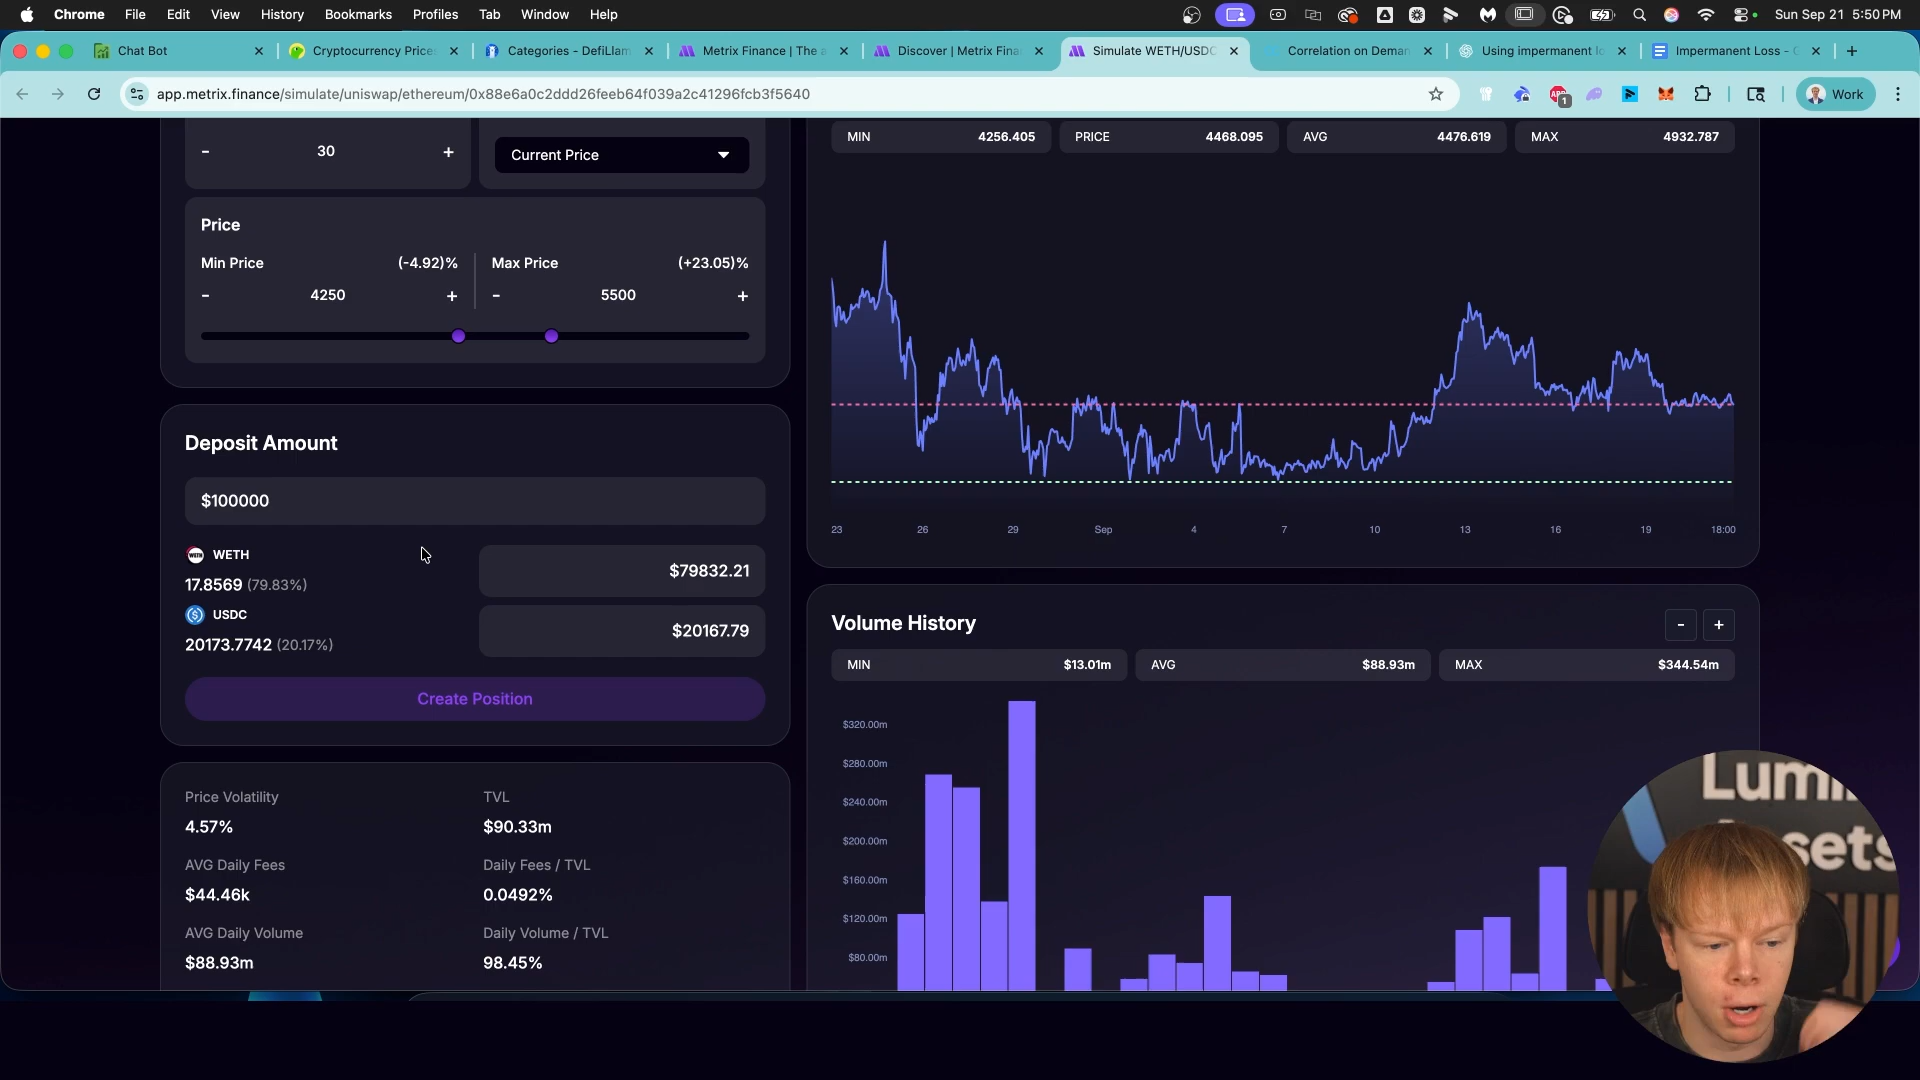 Chrome File Edit View History Bookmarks Profiles Tab Window Help
Sun Sep 21 5:50 PM
Chat Bot
Cryptocurrency Price
Categories - DefiLlam
Metrix Finance | The a
Discover | Metrix Fina
Simulate WETH/USDC
Correlation on Deman
Using impermanent lo
Impermanent Loss - G
app.metrix.finance/simulate/uniswap/ethereum/0x88e6a0c2ddd26feeb64f039a2c41296fcb3f5640
1
Work
- 30 +
Current Price
Price
Min Price (-4.92)%
- 4250 +
Max Price (+23.05)%
- 5500 +
Deposit Amount
$100000
WETH
17.8569 (79.83%)
$79832.21
USDC
20173.7742 (20.17%)
$20167.79
Create Position
Price Volatility
4.57%
TVL
$90.33m
AVG Daily Fees
$44.46k
Daily Fees / TVL
0.0492%
AVG Daily Volume
$88.93m
Daily Volume / TVL
98.45%
MIN 4256.405
PRICE 4468.095
AVG 4476.619
MAX 4932.787
23 26 29 Sep 4 7 10 13 16 19 18:00
Volume History
- +
MIN $13.01m
AVG $88.93m
MAX $344.54m
$320.00m
$280.00m
$240.00m
$200.00m
$160.00m
$120.00m
$80.00m
Lumi
ssets